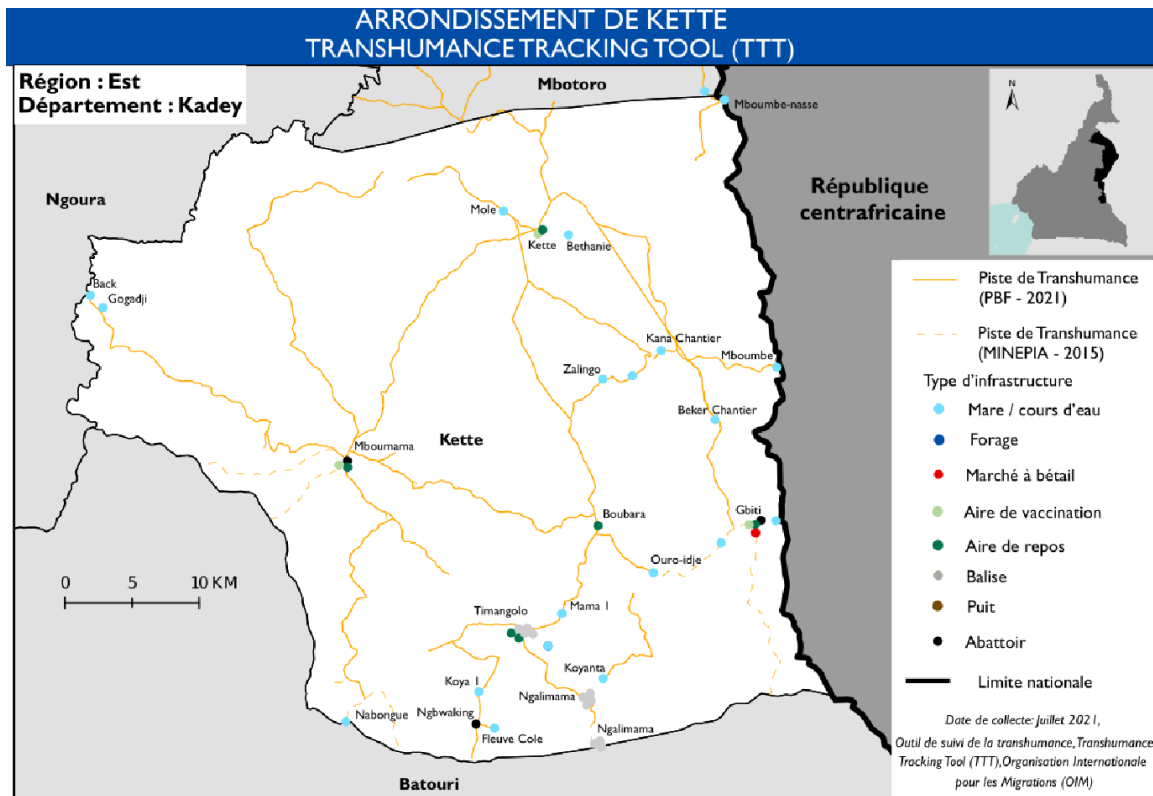 ARRONDISSEMENT DE KETTE
TRANSHUMANCE TRACKING TOOL (TTT)
Région : Est
Département : Kadey
Mbotoro
Mboumbe-nasse
N
Ngoura
République
centrafricaine
Mole
Kette
Bethanie
Back
Gogadji
Kana Chantier
Mboumbe
Zalingo
Beker Chantier
Mboumama
Kette
Boubara
Gbiti
Ouro-idje
0 5 10 KM
Timangolo
Mama 1
Koyanta
Koya 1
Ngalimama
Nabongue
Ngbwaking
Fleuve Cole
Ngalimama
Batouri
Piste de Transhumance
(PBF - 2021)
Piste de Transhumance
(MINEPIA - 2015)
Type d'infrastructure
Mare / cours d'eau
Forage
Marché à bétail
Aire de vaccination
Aire de repos
Balise
Puit
Abattoir
Limite nationale
Date de collecte: Juillet 2021,
Outil de suivi de la transhumance, Transhumance
Tracking Tool (TTT), Organisation Internationale
pour les Migrations (OIM)